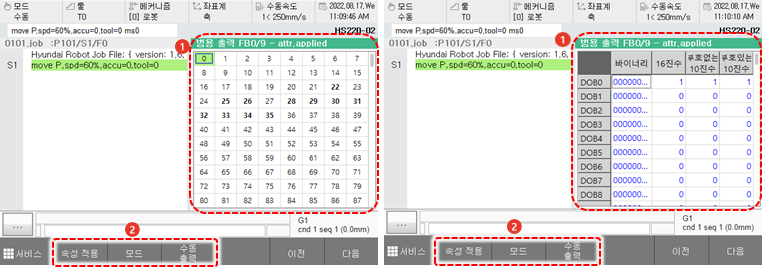 모드
수동
툴
T0
메커니즘
[0] 로봇
좌표계
축
수동속도
1< 250mm/s
2022,08,17,We
11:09:46 AM
move P,spd=60%,accu=0,tool=0 ms0
HS220-02
0101.job :P101/S1/F0
Hyundai Robot Job File; { version: 1,6,
S1 move P,spd=60%,accu=0,tool=0
1
범용 출력 FB0/9 - attr,applied
0 1 2 3 4 5 6 7
8 9 10 11 12 13 14 15
16 17 18 19 20 21 22 23
24 25 26 27 28 29 30 31
32 33 34 35 36 37 38 39
40 41 42 43 44 45 46 47
48 49 50 51 52 53 54 55
56 57 58 59 60 61 62 63
64 65 66 67 68 69 70 71
72 73 74 75 76 77 78 79
80 81 82 83 84 85 86 87
...
G1
cnd 1 seq 1 (0.0mm)
2
서비스
속성 적용
모드
수동
출력
이전
다음
모드
수동
툴
T0
메커니즘
[0] 로봇
좌표계
축
수동속도
1< 250mm/s
2022,08,17,We
11:10:10 AM
move P,spd=60%,accu=0,tool=0 ms0
HS220-02
0101.job :P101/S1/F0
Hyundai Robot Job File; { version: 1,6,
S1 move P,spd=60%,accu=0,tool=0
1
범용 출력 FB0/9 - attr,applied
바이너리 16진수 부호없는 10진수 부호있는 10진수
DOB0 000000... 1 1 1
DOB1 000000... 0 0 0
DOB2 000000... 0 0 0
DOB3 000000... 0 0 0
DOB4 000000... 0 0 0
DOB5 000000... 0 0 0
DOB6 000000... 0 0 0
DOB7 000000... 0 0 0
DOB8 000000... 0 0 0
...
G1
cnd 1 seq 1 (0.0mm)
2
서비스
속성 적용
모드
수동
출력
이전
다음